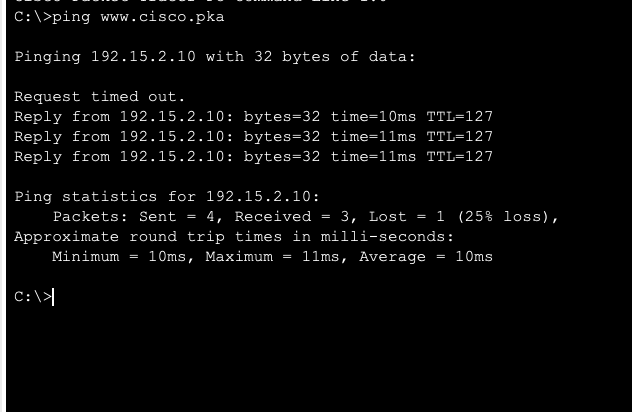 C:\>ping www.cisco.pka
Pinging 192.15.2.10 with 32 bytes of data:
Request timed out.
Reply from 192.15.2.10: bytes=32 time=10ms TTL=127
Reply from 192.15.2.10: bytes=32 time=11ms TTL=127
Reply from 192.15.2.10: bytes=32 time=11ms TTL=127
Ping statistics for 192.15.2.10:
Packets: Sent = 4, Received = 3, Lost = 1 (25% loss),
Approximate round trip times in milli-seconds:
Minimum = 10ms, Maximum = 11ms, Average = 10ms
C:\>